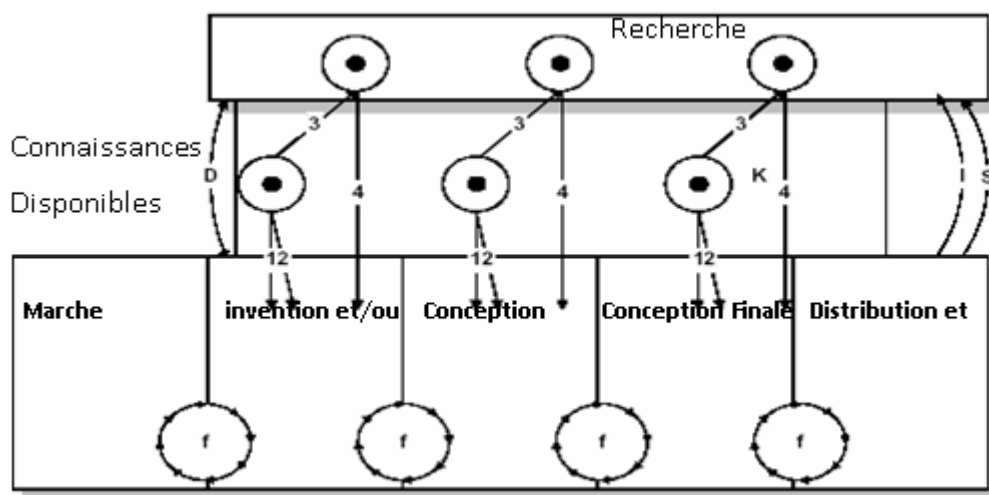 Recherche
3 3 3
Connaissances
D 4 4 K 4 I S
Disponibles
12 12 12
Marche invention et/ou Conception Conception Finale Distribution et
f f f f